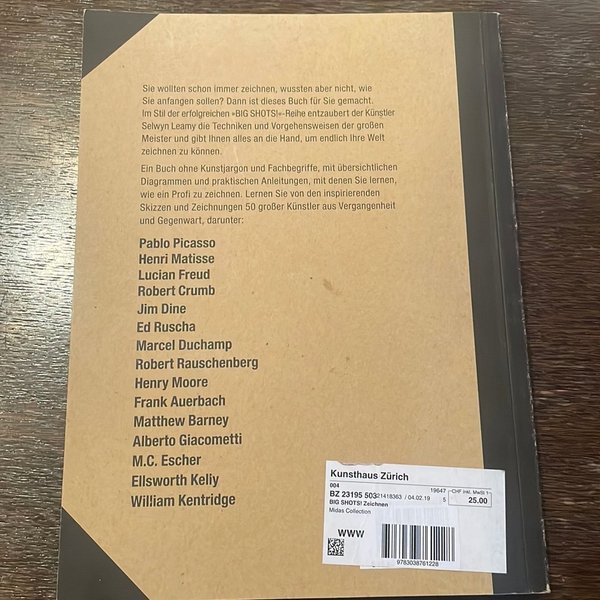 Sie wollten schon immer zeichnen, wussten aber nicht, wie
Sie anfangen sollen? Dann ist dieses Buch für Sie gemacht.
Im Stil der erfolgreichen »BIG SHOTS!«-Reihe entzaubert der Künstler
Selwyn Leamy die Techniken und Vorgehensweisen der großen
Meister und gibt Ihnen alles an die Hand, um endlich Ihre Welt
zeichnen zu können.
Ein Buch ohne Kunstjargon und Fachbegriffe, mit übersichtlichen
Diagrammen und praktischen Anleitungen, mit denen Sie lernen,
wie ein Profi zu zeichnen. Lernen Sie von den inspirierenden
Skizzen und Zeichnungen 50 großer Künstler aus Vergangenheit
und Gegenwart, darunter:
Pablo Picasso
Henri Matisse
Lucian Freud
Robert Crumb
Jim Dine
Ed Ruscha
Marcel Duchamp
Robert Rauschenberg
Henry Moore
Frank Auerbach
Matthew Barney
Alberto Giacometti
M.C. Escher
Ellsworth Kelly
William Kentridge
Kunsthaus Zürich
004
19647 CHF inkl. MwSt 1
BZ 23195 503 21418363 / 04.02.19 5 25.00
BIG SHOTS! Zeichnen
Midas Collection
WWW
9783038761228